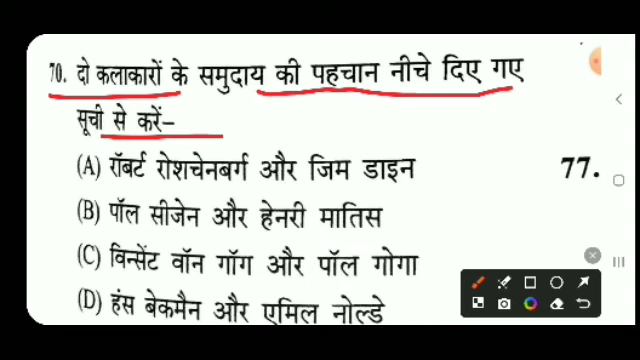 70. दो कलाकारों के समुदाय की पहचान नीचे दिए गए
सूची से करें–
(A) रॉबर्ट रोशचेनबर्ग और जिम डाइन
77.
(B) पॉल सीजेन और हेनरी मातिस
(C) विन्सेंट वॉन गॉग और पॉल गोगा
(D) हंस बेकमैन और एमिल नोल्डे